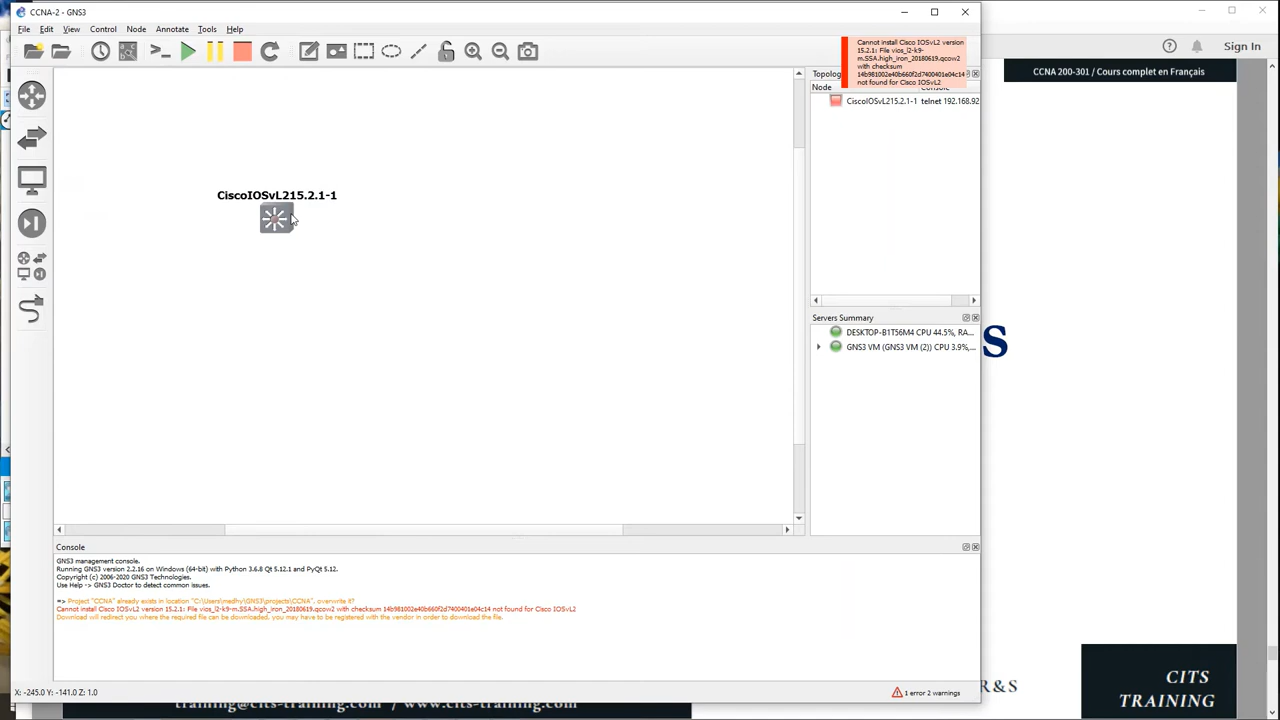 CCNA-2 - GNS3
File Edit View Control Node Annotate Tools Help
Cannot install Cisco IOSvL2 version
15.2.1: File vios_l2-k9-
m.SSA.high_iron_20180619.qcow2
with checksum
14b981002e40b660f2d7400401e04c14
not found for Cisco IOSvL2
Sign In
CCNA 200-301 / Cours complet en Français
Node
CiscoIOSvL215.2.1-1 telnet 192.168.92
CiscoIOSvL215.2.1-1
Servers Summary
DESKTOP-B1T56M4 CPU 44.5%, RA...
GNS3 VM (GNS3 VM (2)) CPU 3.9%,...
S
Console
GNS3 management console.
Running GNS3 version 2.2.16 on Windows (64-bit) with Python 3.6.8 Qt 5.12.1 and PyQt 5.12.
Copyright (c) 2006-2020 GNS3 Technologies.
Use Help -> GNS3 Doctor to detect common issues.
=> Project "CCNA" already exists in location "C:\Users\medhy\GNS3\projects\CCNA", overwrite it?
Cannot install Cisco IOSvL2 version 15.2.1: File vios_l2-k9-m.SSA.high_iron_20180619.qcow2 with checksum 14b981002e40b660f2d7400401e04c14 not found for Cisco IOSvL2
Download will redirect you where the required file can be downloaded, you may have to be registered with the vendor in order to download the file.
X: -245.0 Y: -141.0 Z: 1.0
1 error 2 warnings
R&S
CITS
TRAINING
training@cits-training.com / www.cits-training.com